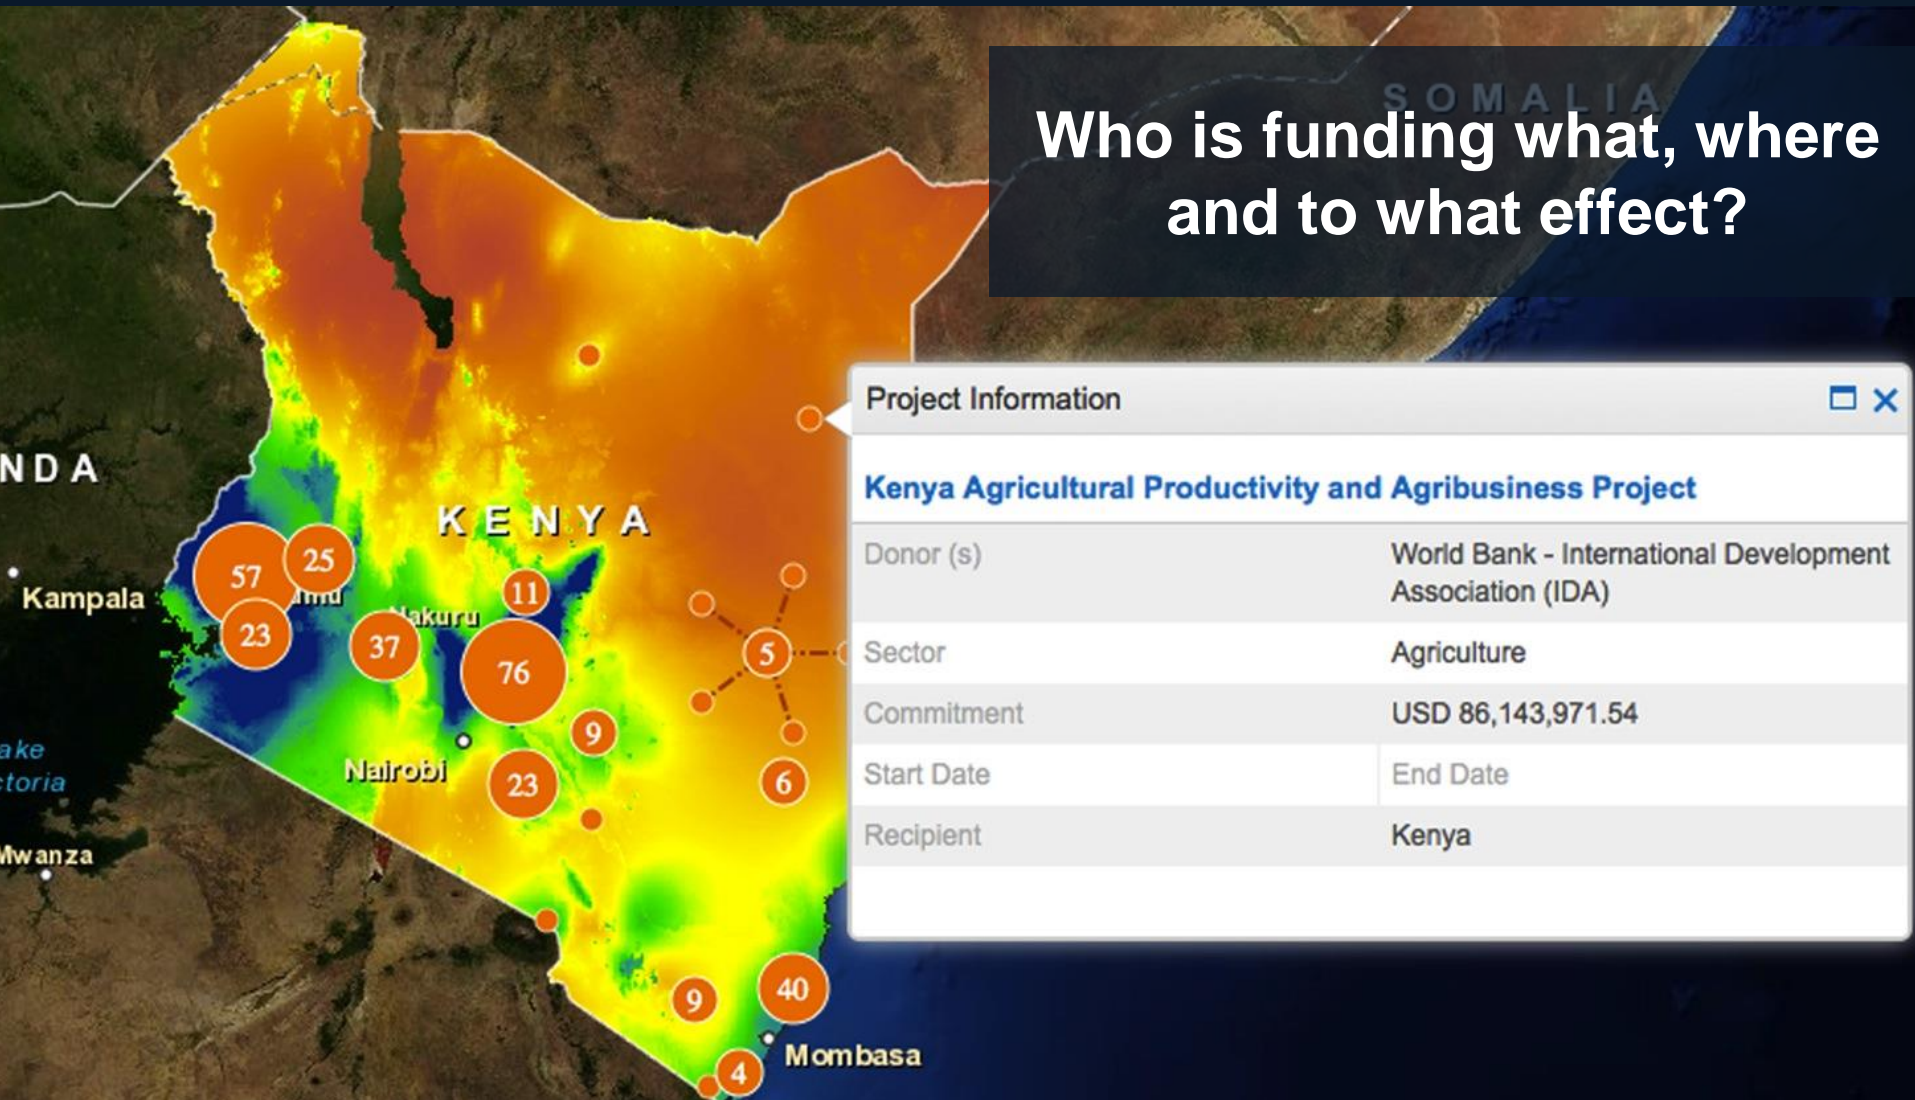 SOMALIA
Who is funding what, where
and to what effect?
Project Information
Kenya Agricultural Productivity and Agribusiness Project
Donor (s)
World Bank - International Development
Association (IDA)
Sector
Agriculture
Commitment
USD 86,143,971.54
Start Date
End Date
Recipient
Kenya
NDA
KENYA
57
25
11
Kampala
akuru
23
37
76
5
9
Nairobi
23
6
ake
ctoria
Mwanza
9
40
Mombasa
4